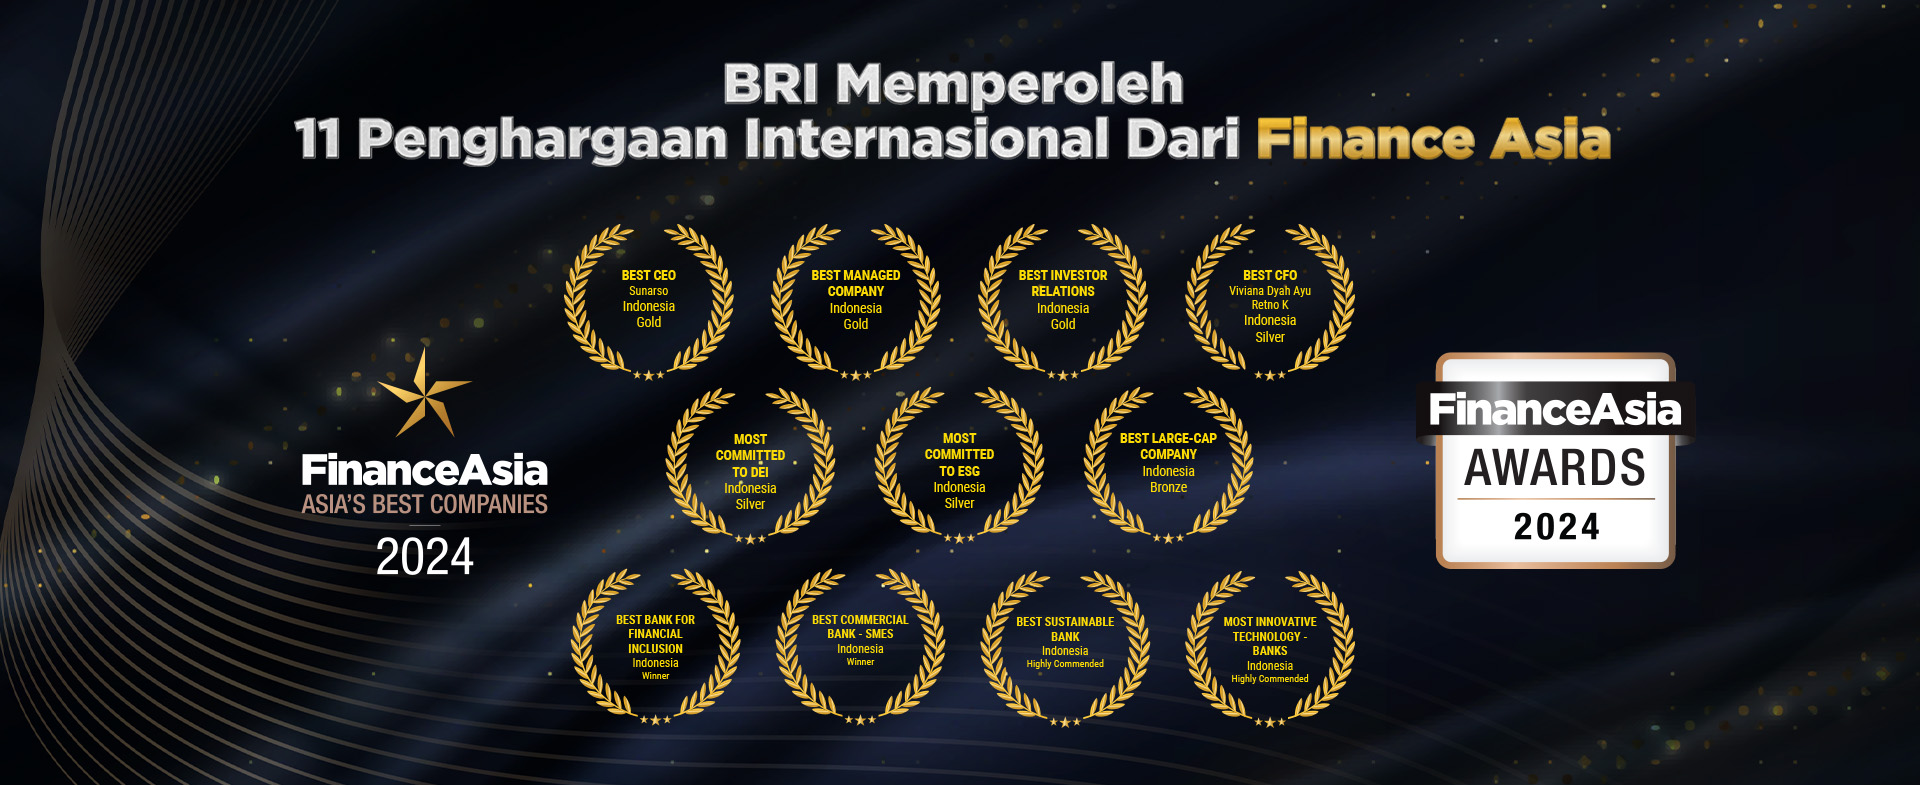 BRI Memperoleh
11 Penghargaan Internasional Dari Finance Asia
BEST CEO
Sunarso
Indonesia
Gold
BEST MANAGED
COMPANY
Indonesia
Gold
BEST INVESTOR
RELATIONS
Indonesia
Gold
BEST CFO
Viviana Dyah Ayu
Retno K
Indonesia
Silver
FinanceAsia
ASIA'S BEST COMPANIES
2024
MOST
COMMITTED
TO DEI
Indonesia
Silver
MOST
COMMITTED
TO ESG
Indonesia
Silver
BEST LARGE-CAP
COMPANY
Indonesia
Bronze
FinanceAsia
AWARDS
2024
BEST BANK FOR
FINANCIAL
INCLUSION
Indonesia
Winner
BEST COMMERCIAL
BANK - SMES
Indonesia
Winner
BEST SUSTAINABLE
BANK
Indonesia
Highly Commended
MOST INNOVATIVE
TECHNOLOGY -
BANKS
Indonesia
Highly Commended